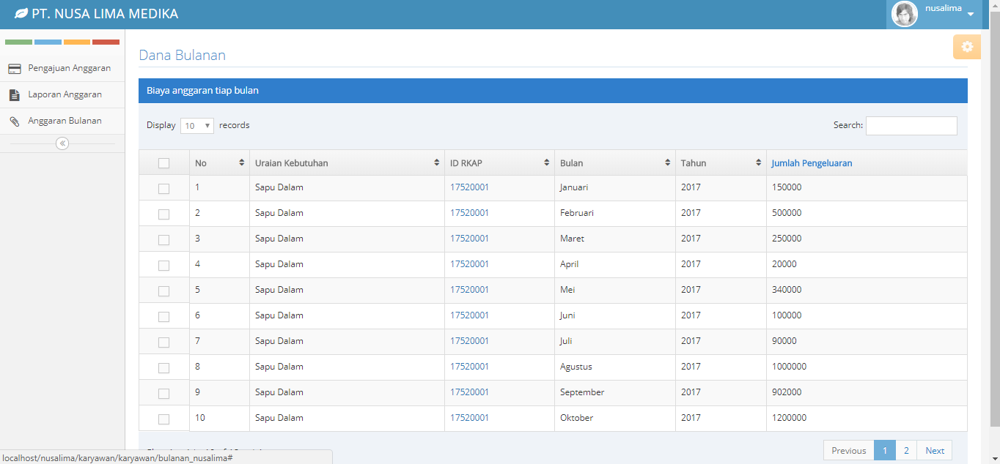 PT. NUSA LIMA MEDIKA
nusalima
Pengajuan Anggaran
Laporan Anggaran
Anggaran Bulanan
Dana Bulanan
Biaya anggaran tiap bulan
Display 10 records Search:
No Uraian Kebutuhan ID RKAP Bulan Tahun Jumlah Pengeluaran
1 Sapu Dalam 17520001 Januari 2017 150000
2 Sapu Dalam 17520001 Februari 2017 500000
3 Sapu Dalam 17520001 Maret 2017 250000
4 Sapu Dalam 17520001 April 2017 20000
5 Sapu Dalam 17520001 Mei 2017 340000
6 Sapu Dalam 17520001 Juni 2017 100000
7 Sapu Dalam 17520001 Juli 2017 90000
8 Sapu Dalam 17520001 Agustus 2017 1000000
9 Sapu Dalam 17520001 September 2017 902000
10 Sapu Dalam 17520001 Oktober 2017 1200000
Previous 1 2 Next
localhost/nusalima/karyawan/karyawan/bulanan_nusalima#